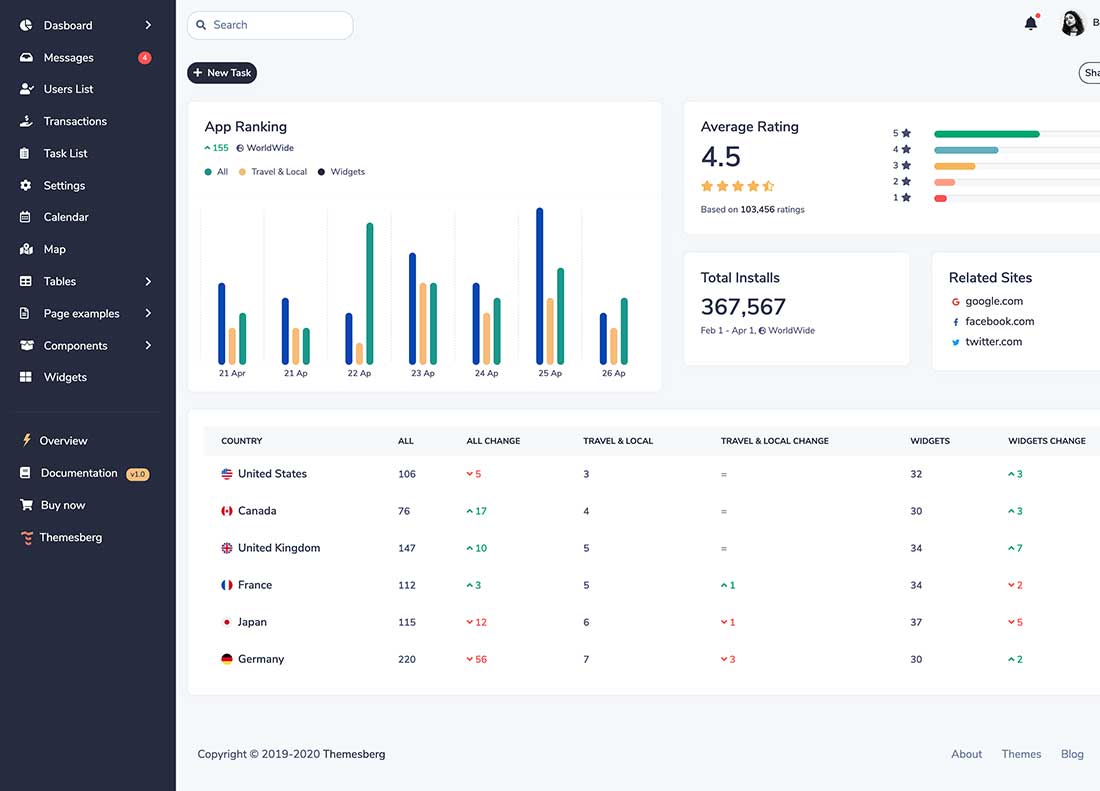 Dasboard
Messages 4
Users List
Transactions
Task List
Settings
Calendar
Map
Tables
Page examples
Components
Widgets
Overview
Documentation v1.0
Buy now
Themesberg
Search
B
New Task
Sha
App Ranking
155 WorldWide
All Travel & Local Widgets
21 Apr 21 Ap 22 Ap 23 Ap 24 Ap 25 Ap 26 Ap
Average Rating
4.5
Based on 103,456 ratings
5
4
3
2
1
Total Installs
367,567
Feb 1 - Apr 1, WorldWide
Related Sites
google.com
facebook.com
twitter.com
COUNTRY ALL ALL CHANGE TRAVEL & LOCAL TRAVEL & LOCAL CHANGE WIDGETS WIDGETS CHANGE
United States 106 5 3 = 32 3
Canada 76 17 4 = 30 3
United Kingdom 147 10 5 = 34 7
France 112 3 5 1 34 2
Japan 115 12 6 1 37 5
Germany 220 56 7 3 30 2
Copyright © 2019-2020 Themesberg
About Themes Blog